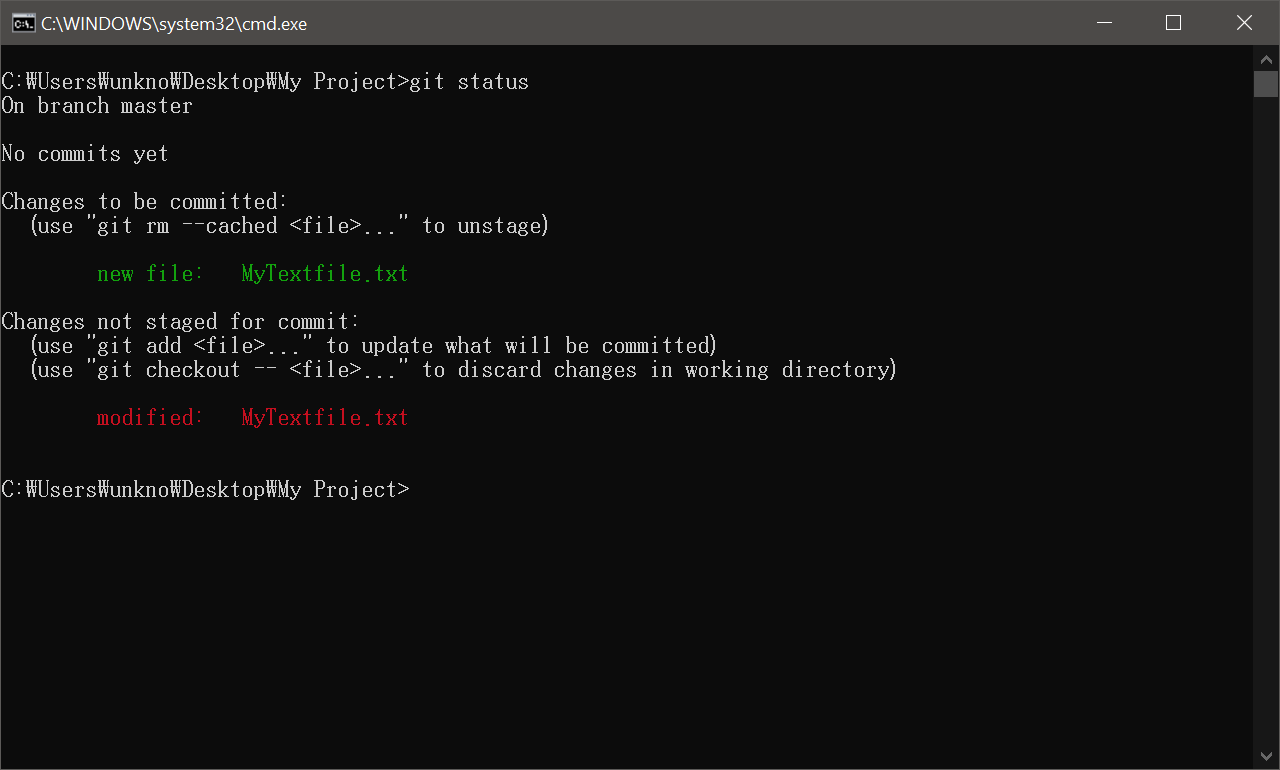 C:\WINDOWS\system32\cmd.exe
C:₩Users₩unkno₩Desktop₩My Project>git status
On branch master
No commits yet
Changes to be committed:
  (use "git rm --cached <file>..." to unstage)
        new file:   MyTextfile.txt
Changes not staged for commit:
  (use "git add <file>..." to update what will be committed)
  (use "git checkout -- <file>..." to discard changes in working directory)
        modified:   MyTextfile.txt
C:₩Users₩unkno₩Desktop₩My Project>